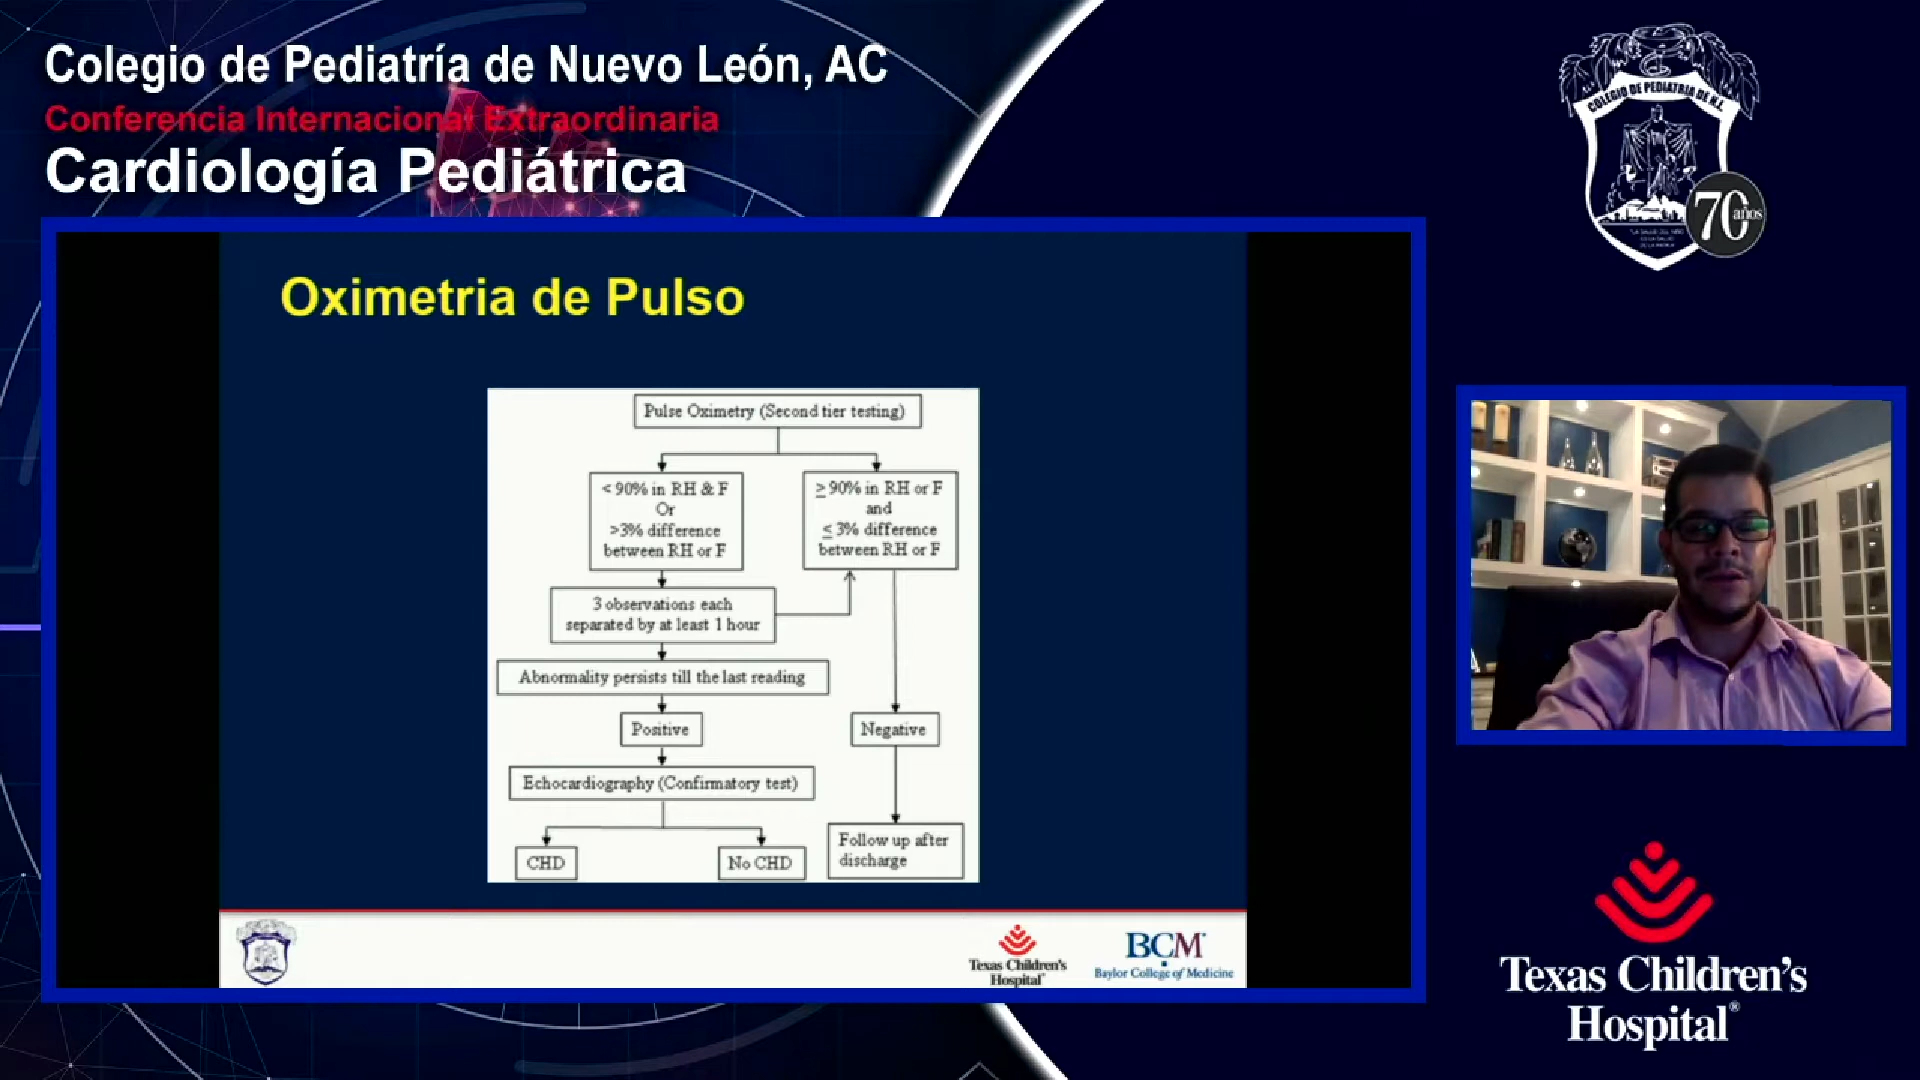 Colegio de Pediatría de Nuevo León, AC
Conferencia Internacional Extraordinaria
Cardiología Pediátrica
COLEGIO DE PEDIATRIA DE N.L.
70 años
Oximetria de Pulso
Pulse Oximetry (Second tier testing)
< 90% in RH & F
Or
>3% difference
between RH or F
≥ 90% in RH or F
and
≤ 3% difference
between RH or F
3 observations each
separated by at least 1 hour
Abnormality persists till the last reading
Positive
Negative
Echocardiography (Confirmatory test)
CHD
No CHD
Follow up after
discharge
Texas Children's
Hospital
BCM
Baylor College of Medicine
Texas Children's
Hospital®